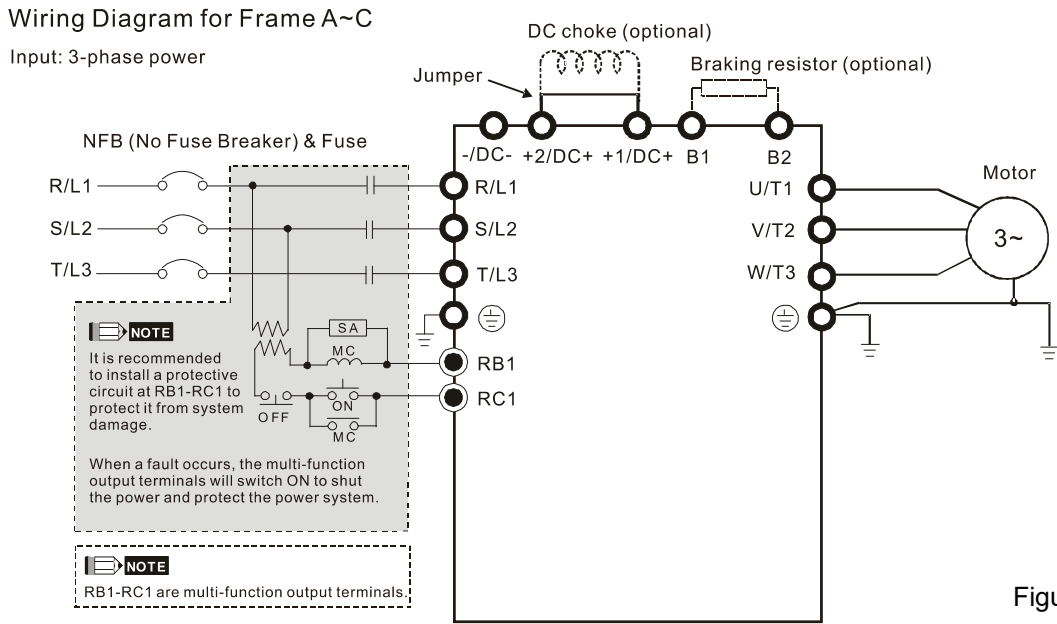 Wiring Diagram for Frame A~C
Input: 3-phase power
DC choke (optional)
Jumper
Braking resistor (optional)
NFB (No Fuse Breaker) & Fuse
-/DC- +2/DC+ +1/DC+ B1 B2
R/L1
S/L2
T/L3
R/L1
S/L2
T/L3
U/T1
V/T2
W/T3
Motor
3~
NOTE
It is recommended
to install a protective
circuit at RB1-RC1 to
protect it from system
damage.
When a fault occurs, the multi-function
output terminals will switch ON to shut
the power and protect the power system.
SA
MC
OFF
ON
MC
RB1
RC1
NOTE
RB1-RC1 are multi-function output terminals.